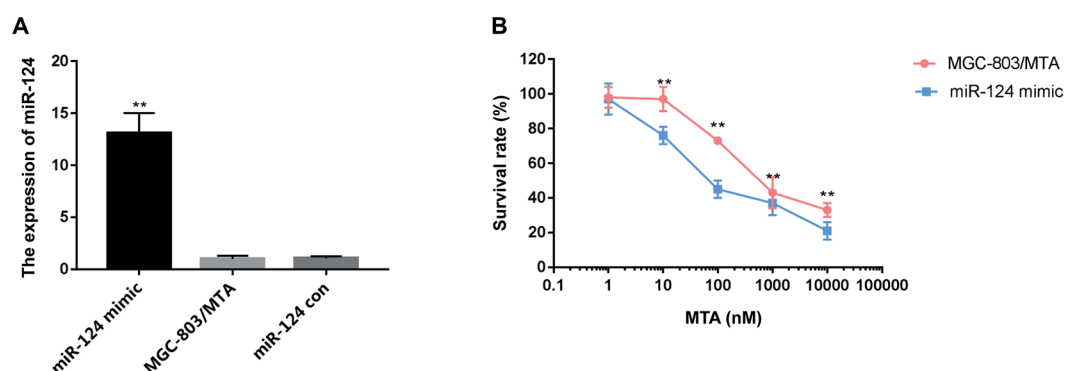 A
The expression of miR-124
20
15
10
5
0
**
miR-124 mimic
MGC-803/MTA
miR-124 con
B
Survival rate (%)
120
100
80
60
40
20
0
**
**
**
**
0.1 1 10 100 1000 10000 100000
MTA (nM)
MGC-803/MTA
miR-124 mimic